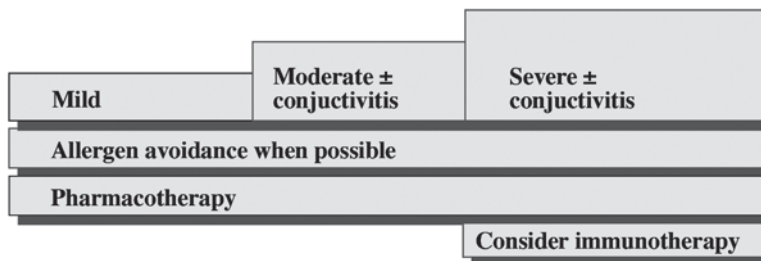 Mild
Moderate ±
conjuctivitis
Severe ±
conjuctivitis
Allergen avoidance when possible
Pharmacotherapy
Consider immunotherapy